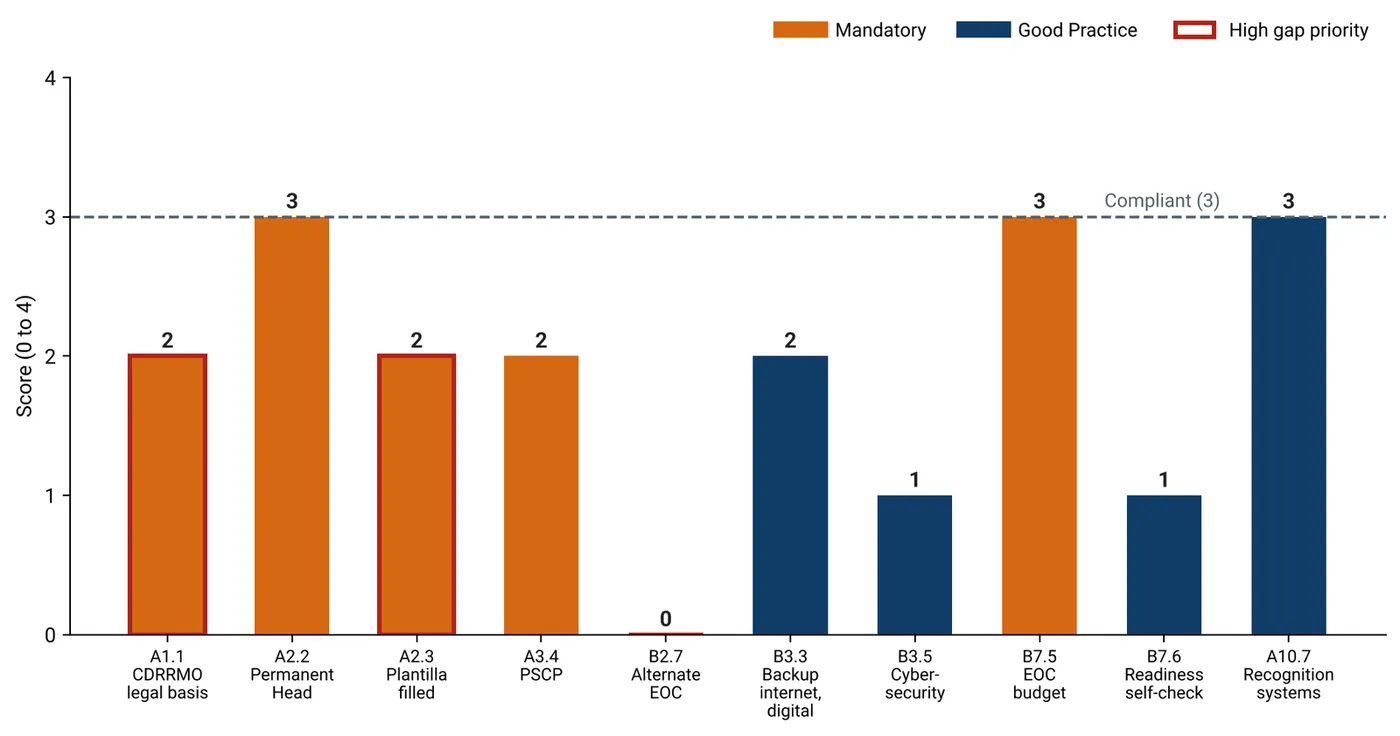 Mandatory Good Practice High gap priority
4
3
2
1
0
Score (0 to 4)
Compliant (3)
2
3
2
2
0
2
1
3
1
3
A1.1
CDRRMO
legal basis
A2.2
Permanent
Head
A2.3
Plantilla
filled
A3.4
PSCP
B2.7
Alternate
EOC
B3.3
Backup
internet,
digital
B3.5
Cyber-
security
B7.5
EOC
budget
B7.6
Readiness
self-check
A10.7
Recognition
systems